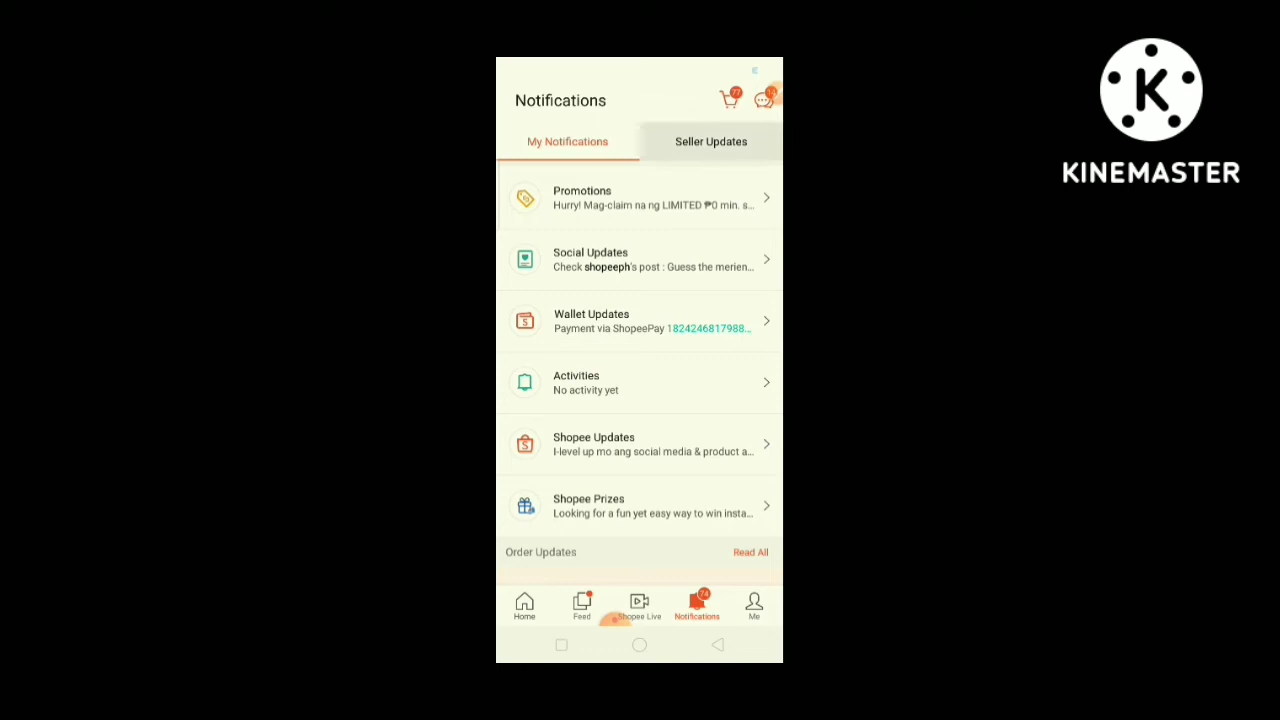 K
KINEMASTER
Notifications
77
My Notifications
Seller Updates
Promotions
Hurry! Mag-claim na ng LIMITED ₱0 min. s...
Social Updates
Check shopeeph's post : Guess the merien...
Wallet Updates
Payment via ShopeePay 1824246817988...
Activities
No activity yet
Shopee Updates
I-level up mo ang social media & product a...
Shopee Prizes
Looking for a fun yet easy way to win insta...
Order Updates
Read All
74
Home
Feed
Shopee Live
Notifications
Me